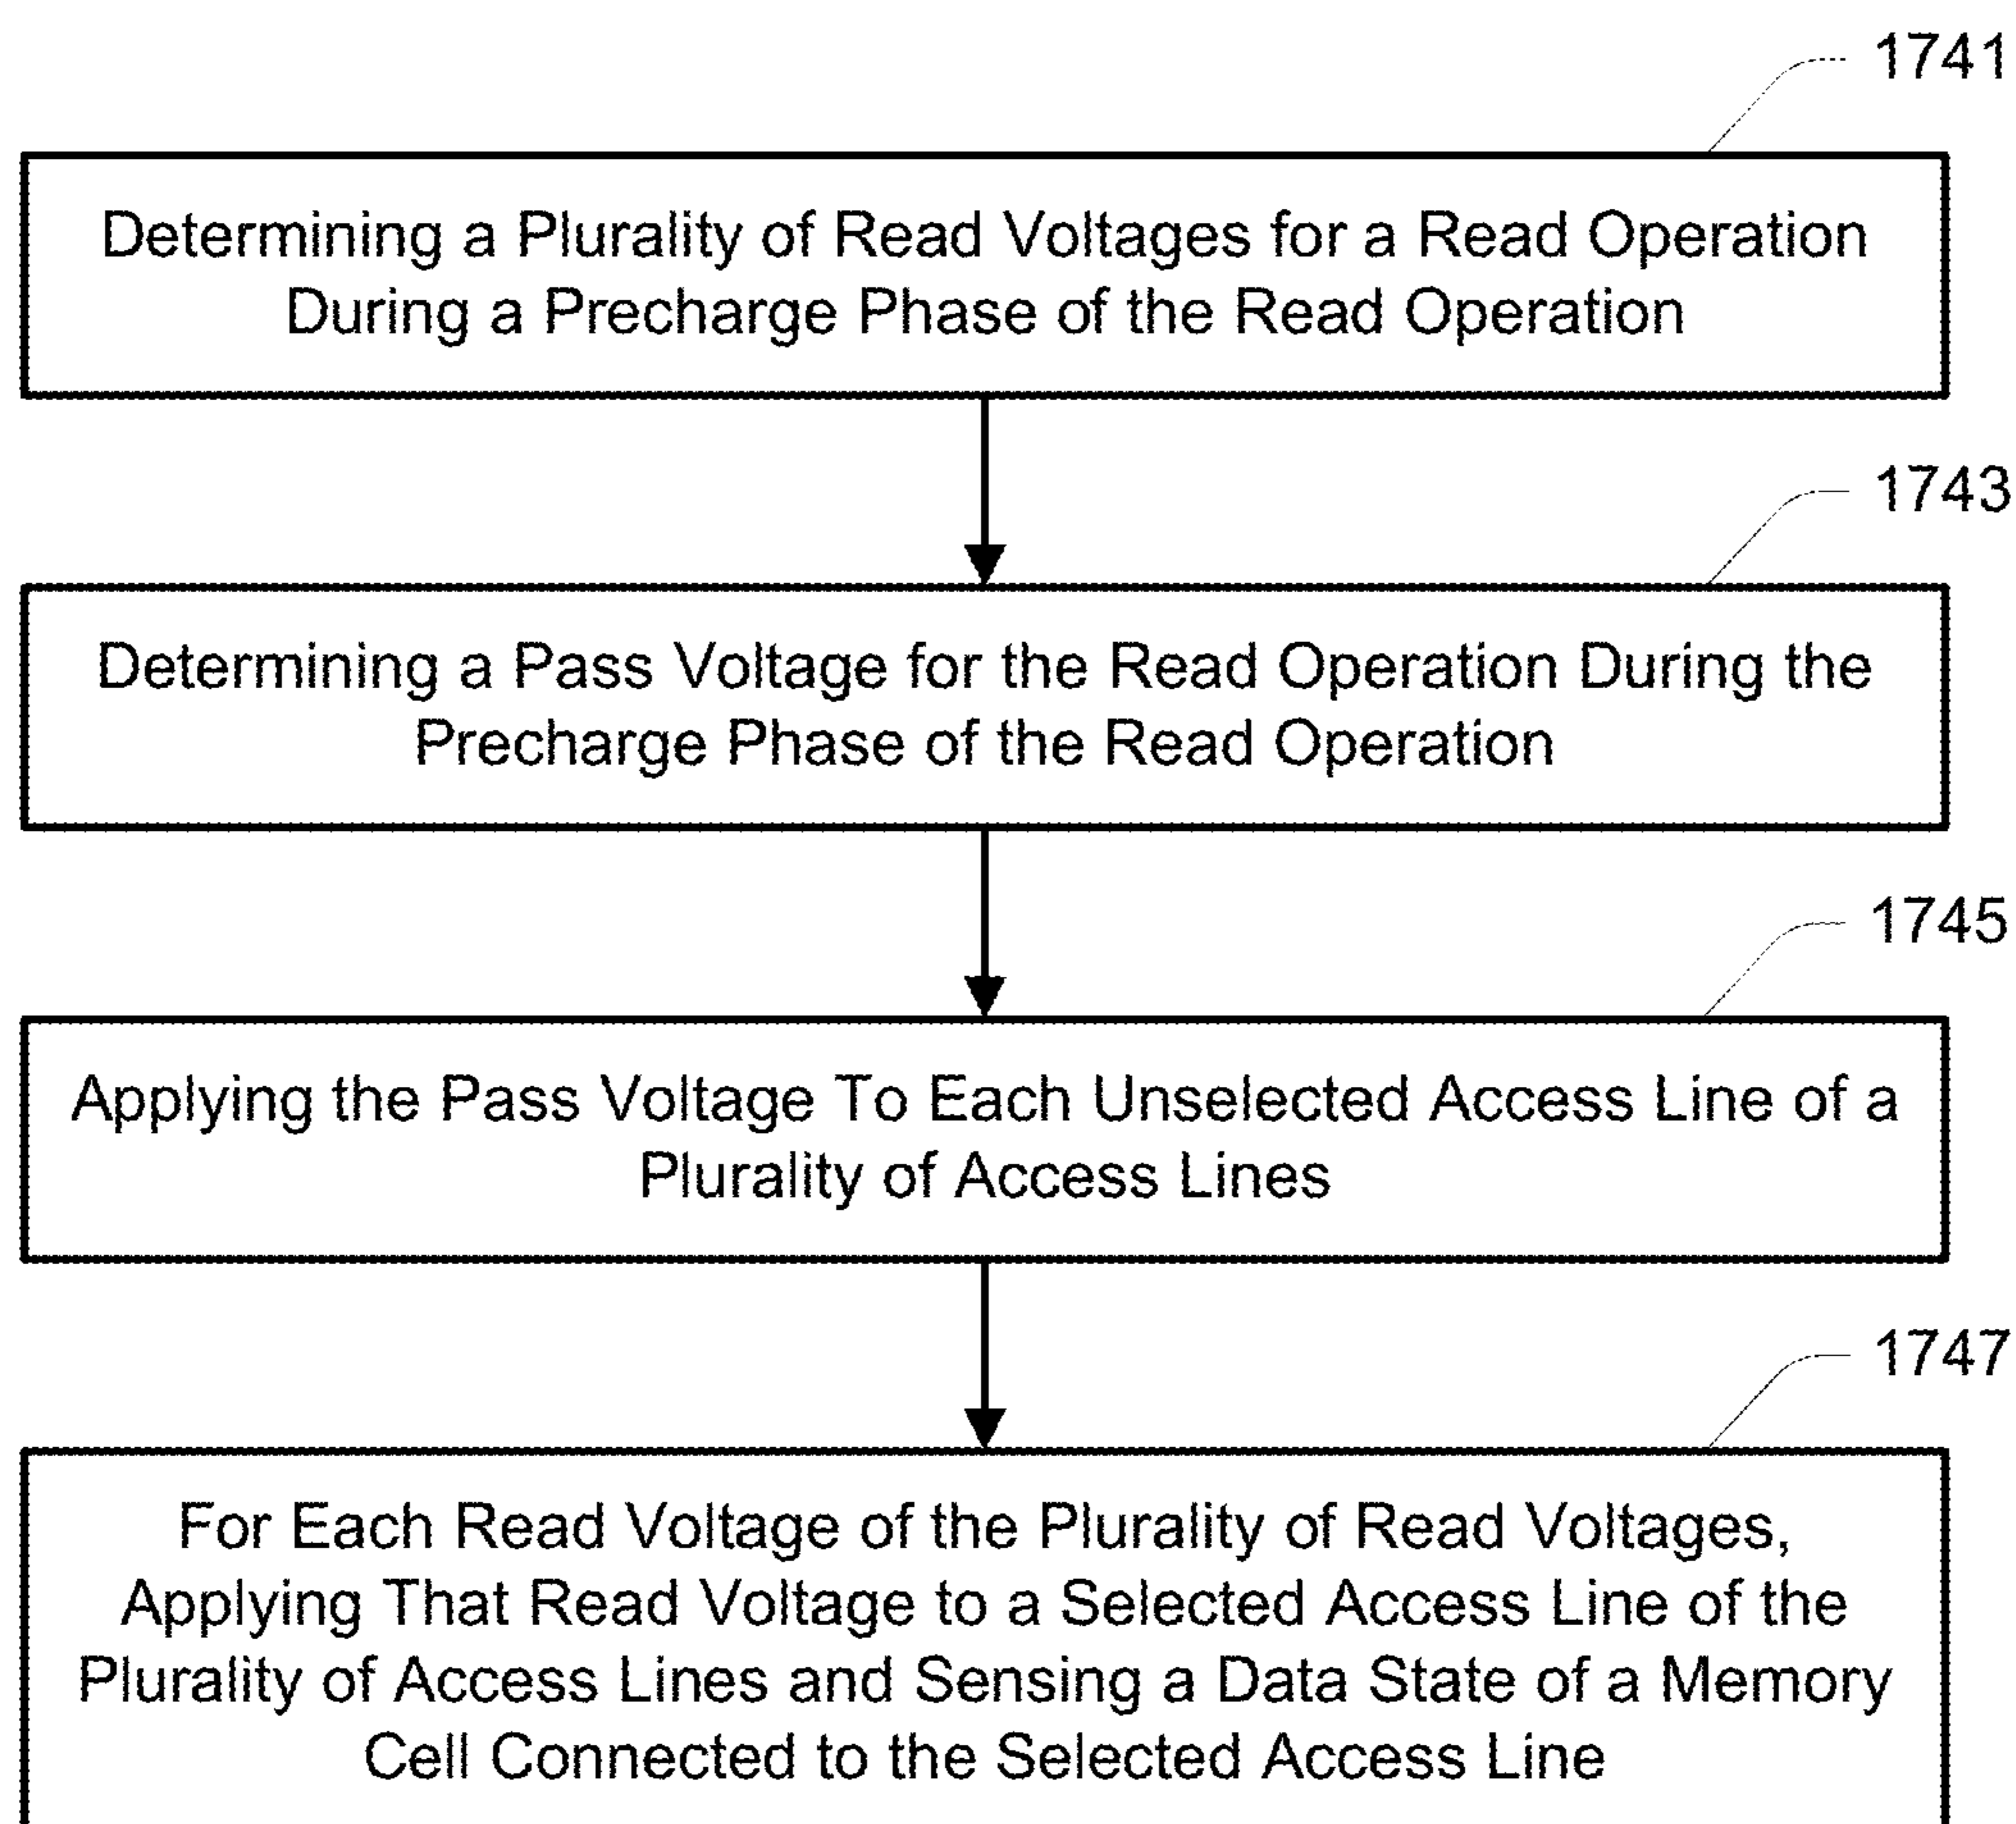 1741
Determining a Plurality of Read Voltages for a Read Operation
During a Precharge Phase of the Read Operation
1743
Determining a Pass Voltage for the Read Operation During the
Precharge Phase of the Read Operation
1745
Applying the Pass Voltage To Each Unselected Access Line of a
Plurality of Access Lines
1747
For Each Read Voltage of the Plurality of Read Voltages,
Applying That Read Voltage to a Selected Access Line of the
Plurality of Access Lines and Sensing a Data State of a Memory
Cell Connected to the Selected Access Line